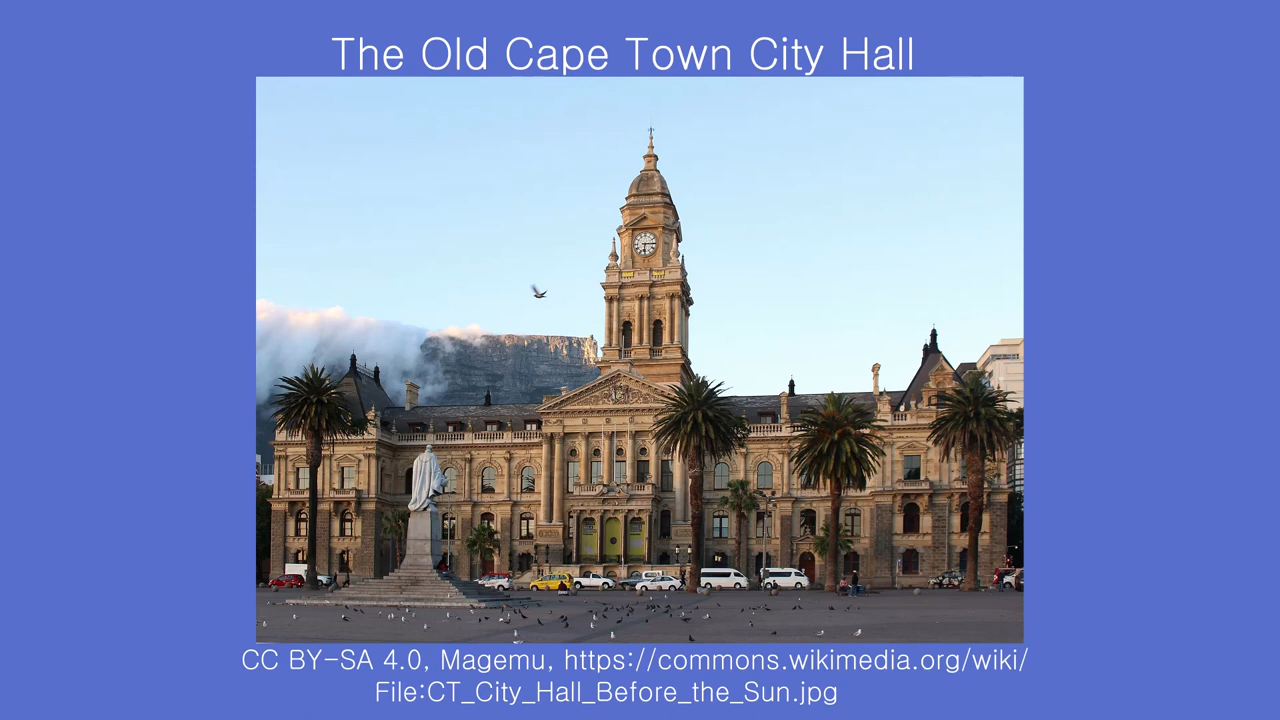 The Old Cape Town City Hall
CC BY-SA 4.0, Magemu, https://commons.wikimedia.org/wiki/
File:CT_City_Hall_Before_the_Sun.jpg